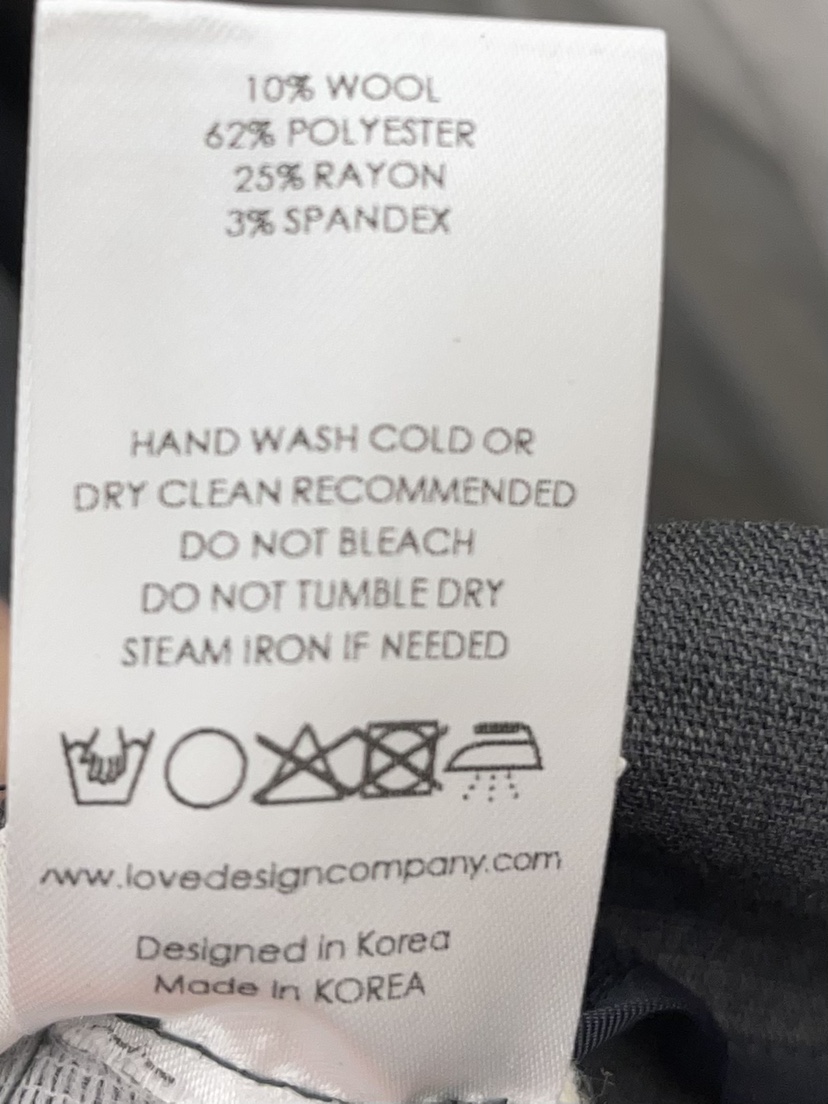 10% WOOL
62% POLYESTER
25% RAYON
3% SPANDEX
HAND WASH COLD OR
DRY CLEAN RECOMMENDED
DO NOT BLEACH
DO NOT TUMBLE DRY
STEAM IRON IF NEEDED
www.lovedesigncompany.com
Designed in Korea
Made In KOREA